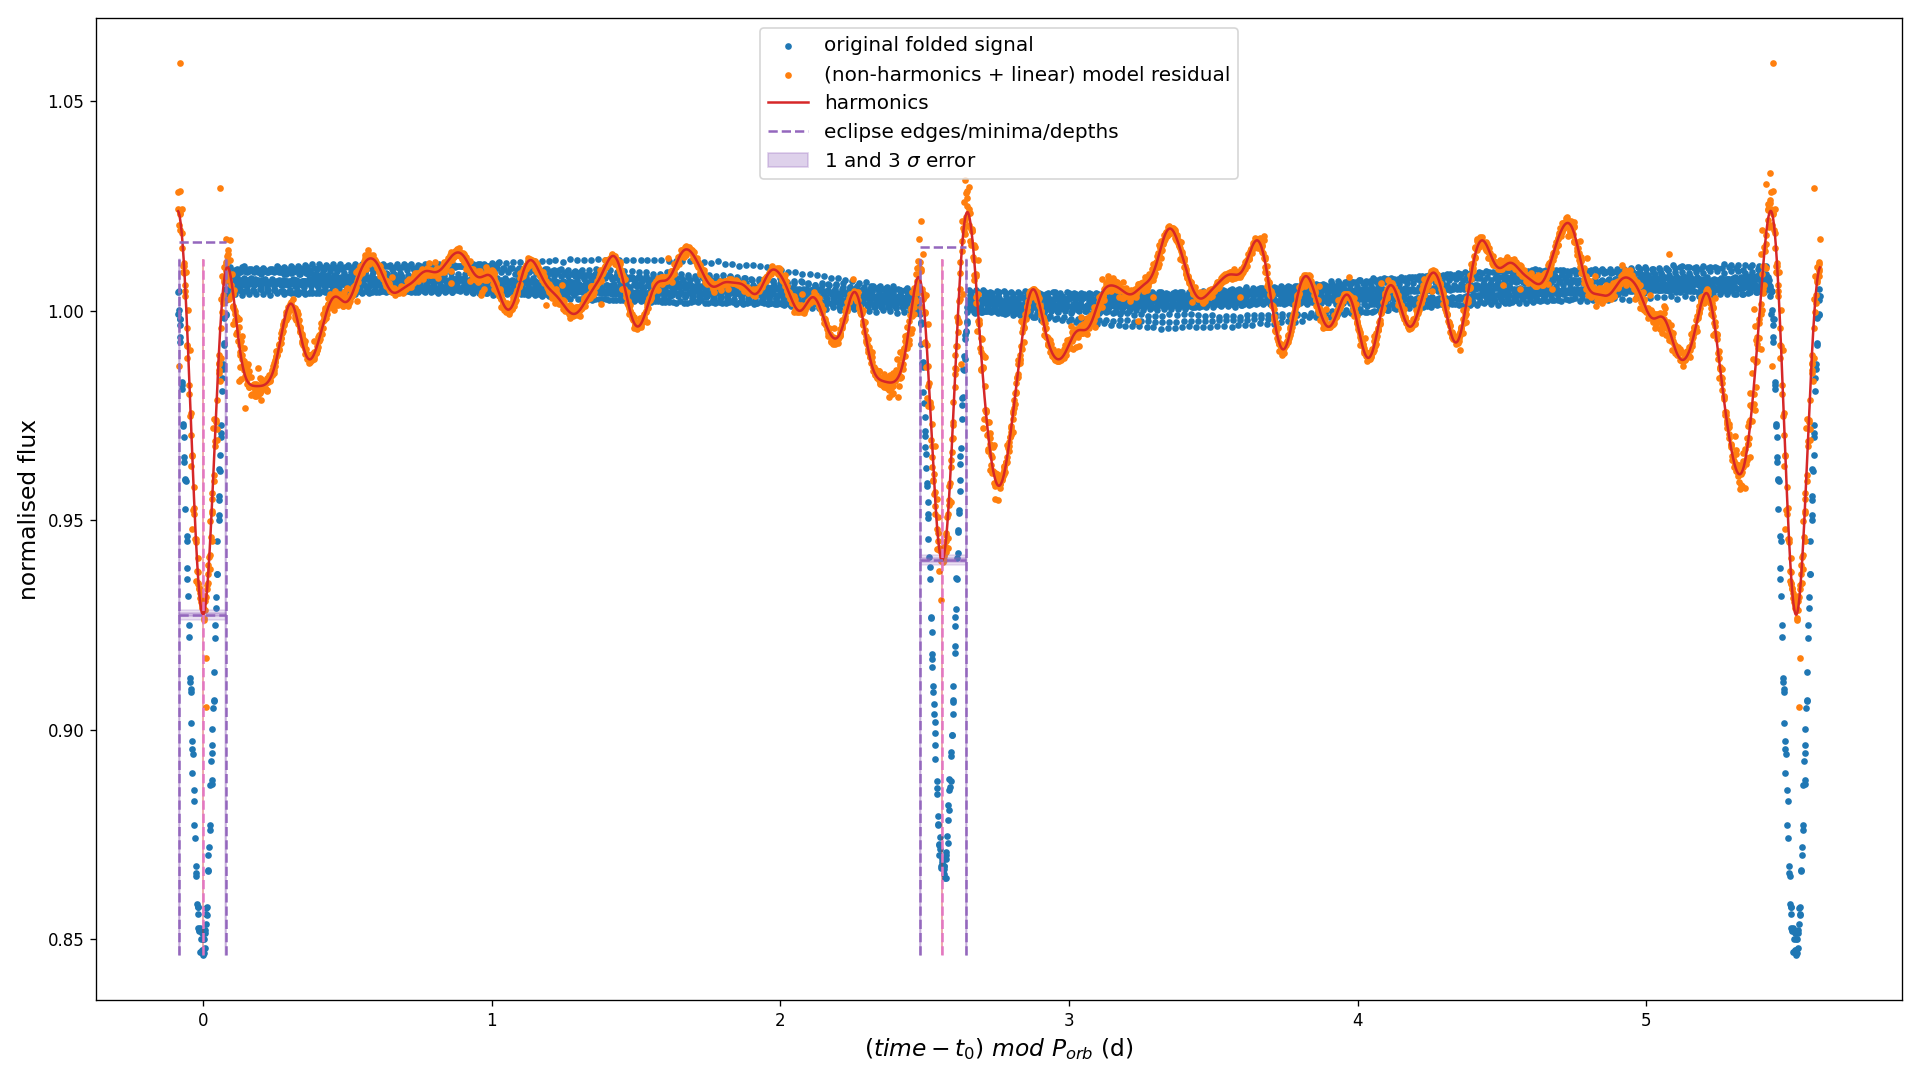 original folded signal
(non-harmonics + linear) model residual
harmonics
eclipse edges/minima/depths
1 and 3 σ error
normalised flux
1.05
1.00
0.95
0.90
0.85
0
1
2
3
4
5
(time − t₀) mod Pₒᵣb (d)